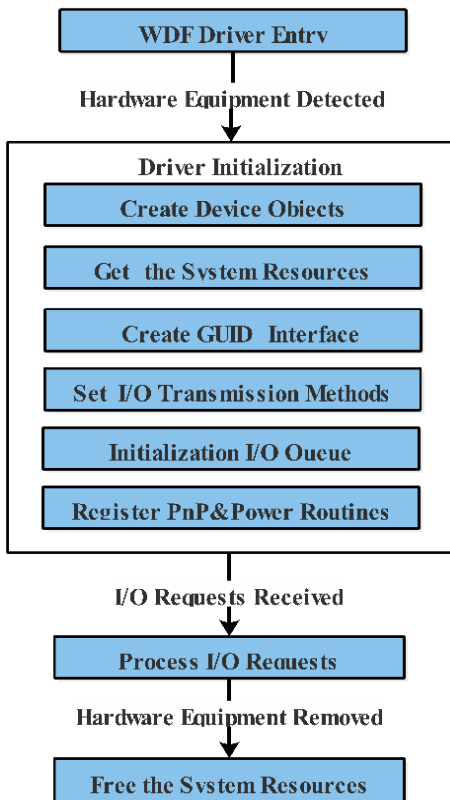 WDF Driver Entry
Hardware Equipment Detected
Driver Initialization
Create Device Objects
Get the System Resources
Create GUID Interface
Set I/O Transmission Methods
Initialization I/O Queue
Register PnP&Power Routines
I/O Requests Received
Process I/O Requests
Hardware Equipment Removed
Free the System Resources